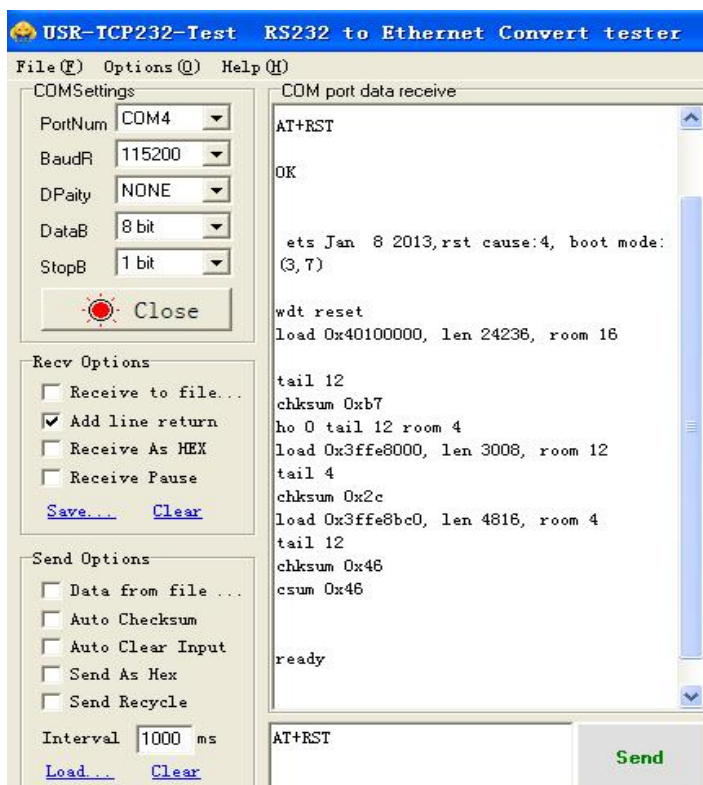 USR-TCP232-Test RS232 to Ethernet Convert tester
File(F) Options(O) Help(H)
COMSettings
PortNum COM4
BaudR 115200
DPaity NONE
DataB 8 bit
StopB 1 bit
Close
Recv Options
Receive to file...
Add line return
Receive As HEX
Receive Pause
Save... Clear
Send Options
Data from file ...
Auto Checksum
Auto Clear Input
Send As Hex
Send Recycle
Interval 1000 ms
Load... Clear
COM port data receive
AT+RST
OK
ets Jan 8 2013,rst cause:4, boot mode:
(3,7)
wdt reset
load 0x40100000, len 24236, room 16
tail 12
chksum 0xb7
ho 0 tail 12 room 4
load 0x3ffe8000, len 3008, room 12
tail 4
chksum 0x2c
load 0x3ffe8bc0, len 4816, room 4
tail 12
chksum 0x46
csum 0x46
ready
AT+RST
Send